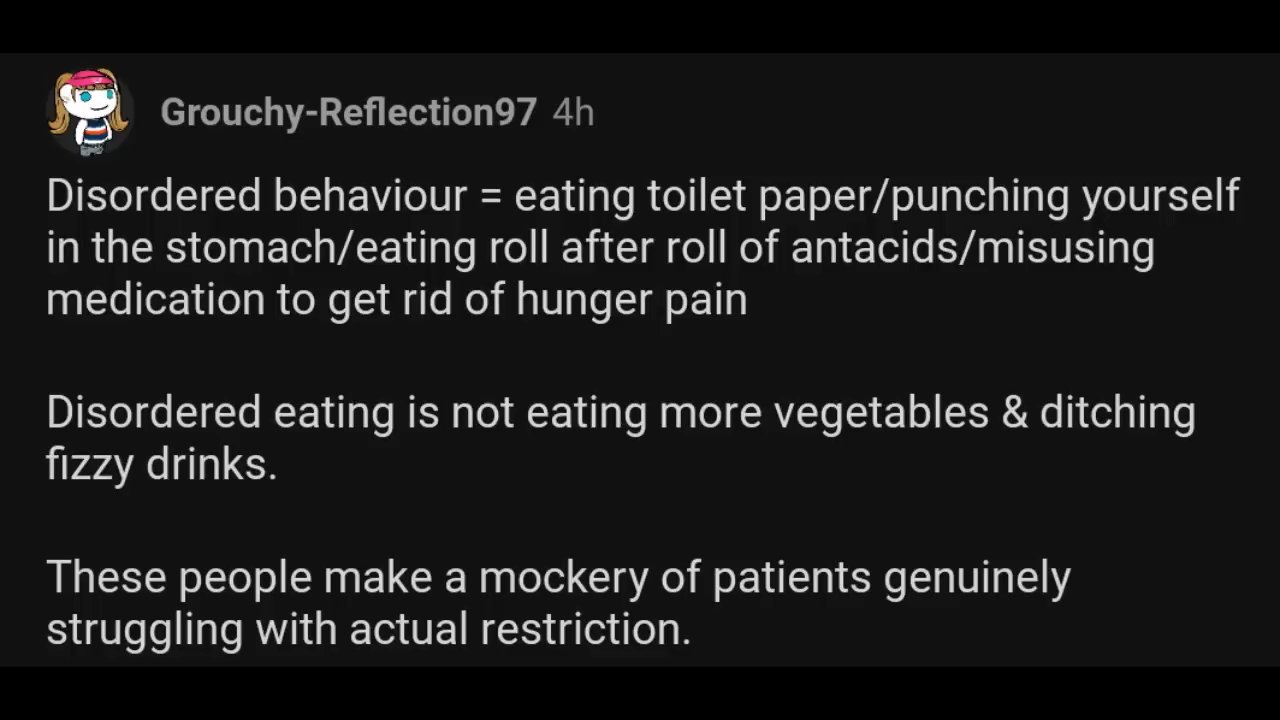 Grouchy-Reflection97 4h
Disordered behaviour = eating toilet paper/punching yourself
in the stomach/eating roll after roll of antacids/misusing
medication to get rid of hunger pain
Disordered eating is not eating more vegetables & ditching
fizzy drinks.
These people make a mockery of patients genuinely
struggling with actual restriction.